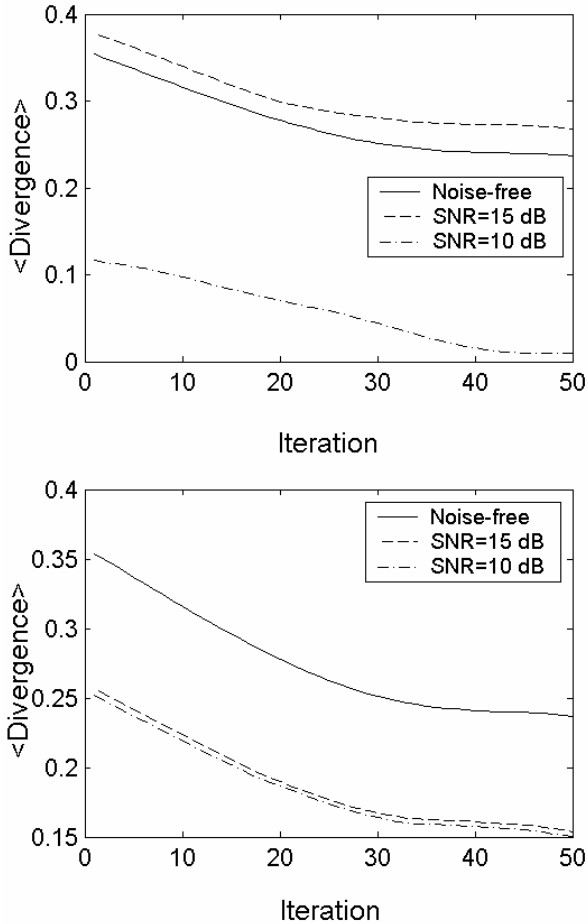 0.4
0.3
0.2
0.1
0
<Divergence>
Noise-free
SNR=15 dB
SNR=10 dB
0 10 20 30 40 50
Iteration
0.4
0.35
0.3
0.25
0.2
0.15
<Divergence>
Noise-free
SNR=15 dB
SNR=10 dB
0 10 20 30 40 50
Iteration